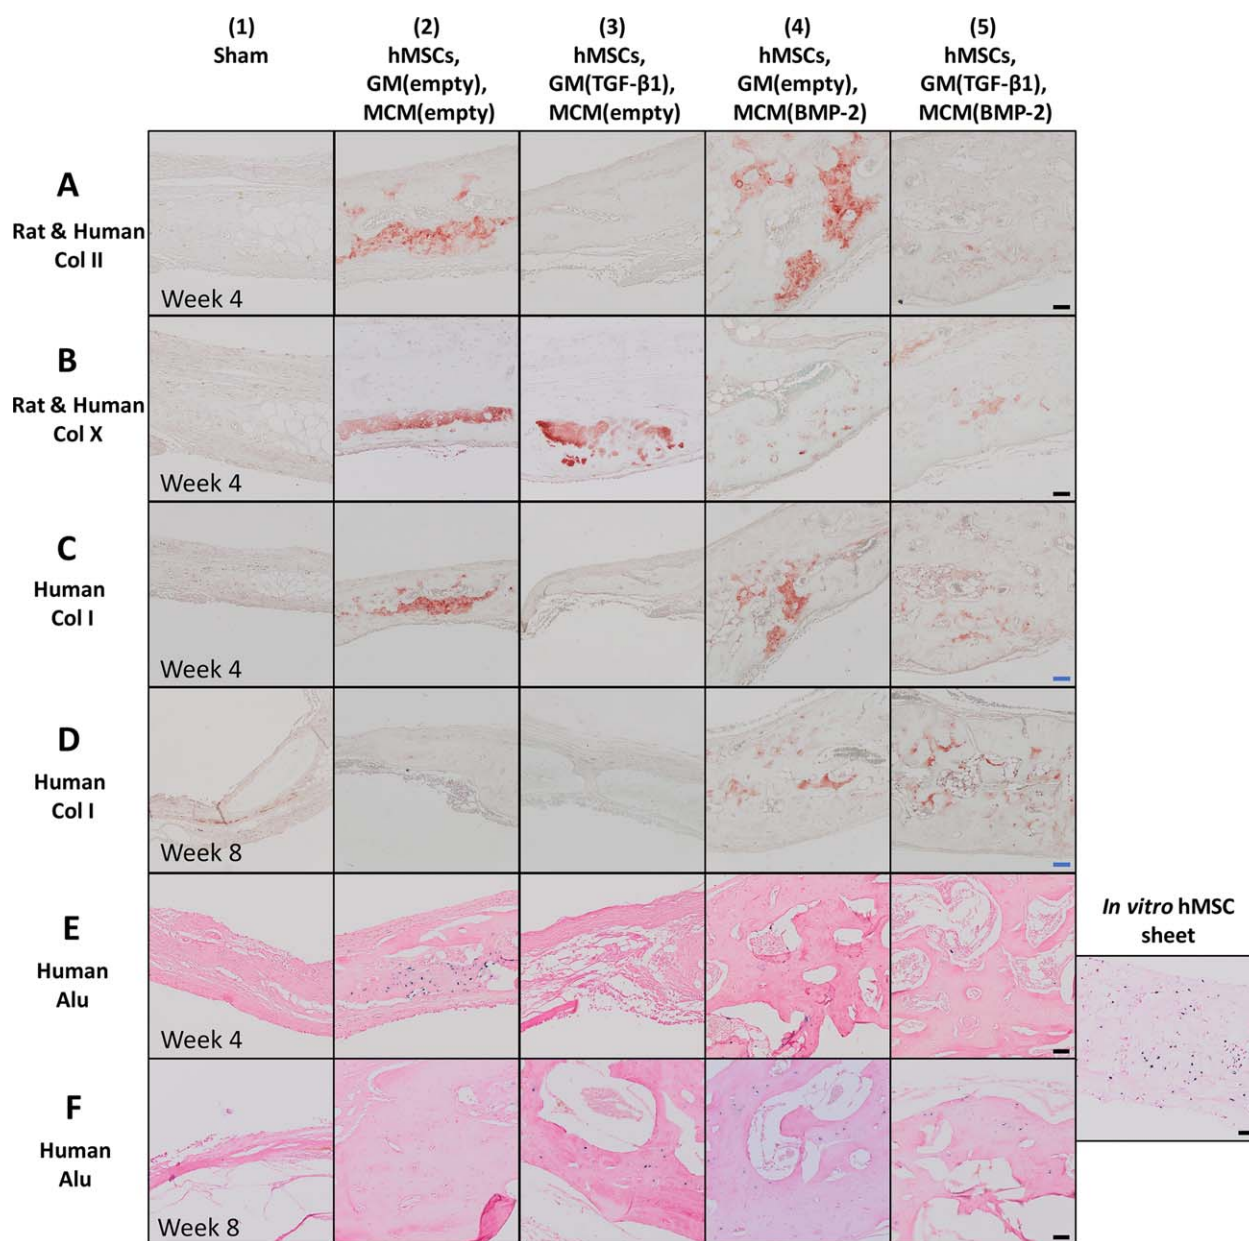 (1)
Sham
(2)
hMSCs,
GM(empty),
MCM(empty)
(3)
hMSCs,
GM(TGF-β1),
MCM(empty)
(4)
hMSCs,
GM(empty),
MCM(BMP-2)
(5)
hMSCs,
GM(TGF-β1),
MCM(BMP-2)
A
Rat & Human
Col II
Week 4
B
Rat & Human
Col X
Week 4
C
Human
Col I
Week 4
D
Human
Col I
Week 8
E
Human
Alu
Week 4
In vitro hMSC
sheet
F
Human
Alu
Week 8